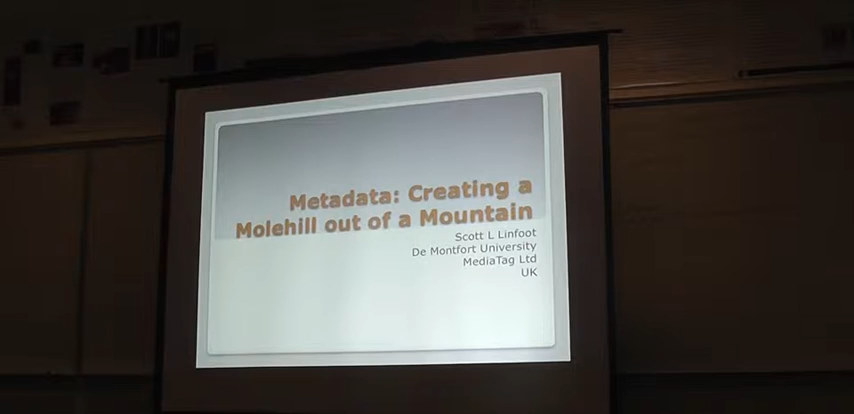 Metadata: Creating a
Molehill out of a Mountain
Scott L Linfoot
De Montfort University
MediaTag Ltd
UK